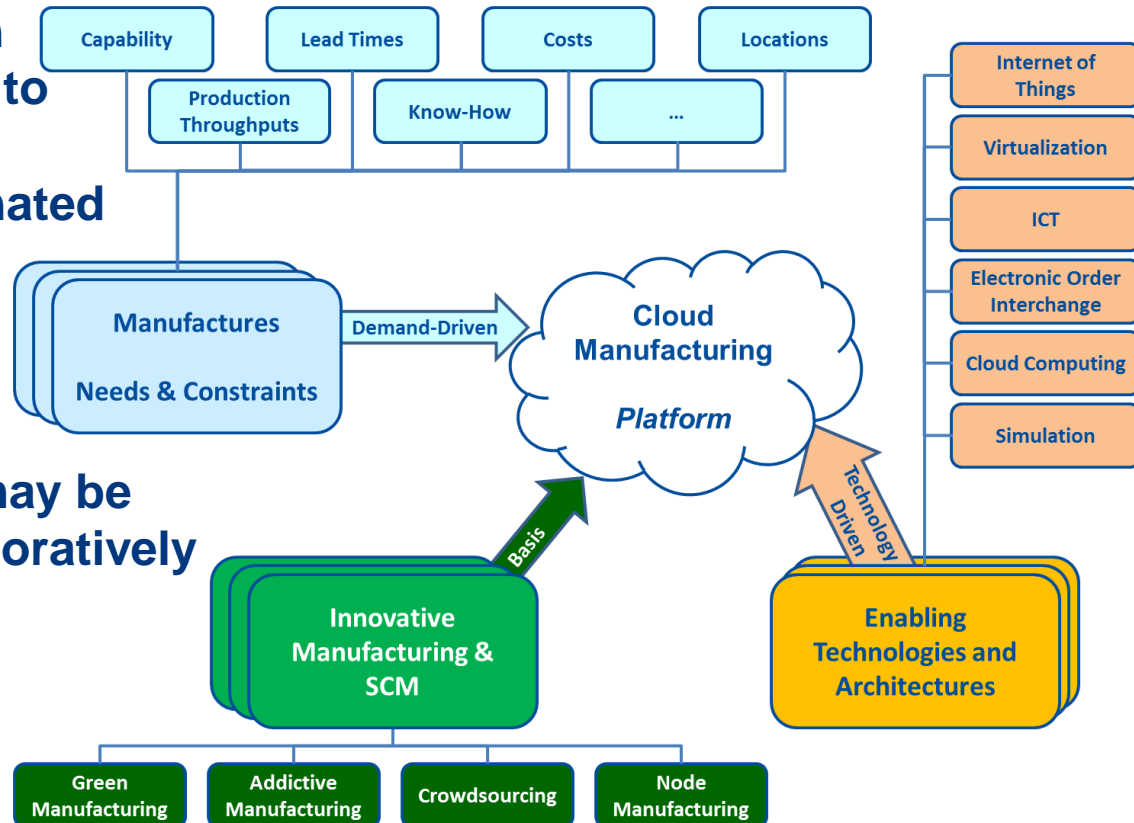 to
nated
may be
oratively
Capability
Lead Times
Costs
Locations
Production
Throughputs
Know-How
...
Manufactures
Needs & Constraints
Demand-Driven
Cloud
Manufacturing
Platform
Internet of
Things
Virtualization
ICT
Electronic Order
Interchange
Cloud Computing
Simulation
Basis
Technology
Driven
Innovative
Manufacturing &
SCM
Enabling
Technologies and
Architectures
Green
Manufacturing
Addictive
Manufacturing
Crowdsourcing
Node
Manufacturing